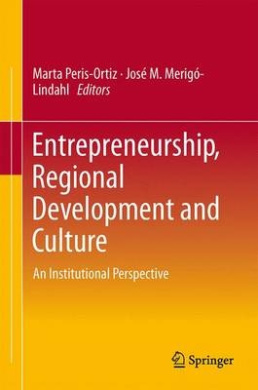 Marta Peris-Ortiz · José M. Merigó-
Lindahl Editors
Entrepreneurship,
Regional
Development and
Culture
An Institutional Perspective
Springer